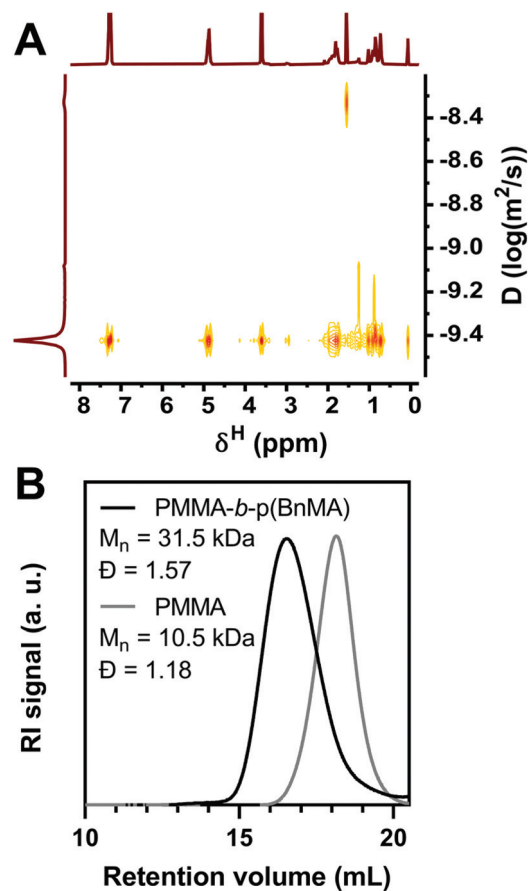 A
-8.4
-8.6
-8.8
-9.0
-9.2
-9.4
D (log(m²/s))
8 7 6 5 4 3 2 1 0
δᴴ (ppm)
B
PMMA-b-p(BnMA)
Mₙ = 31.5 kDa
Đ = 1.57
PMMA
Mₙ = 10.5 kDa
Đ = 1.18
RI signal (a. u.)
10 15 20
Retention volume (mL)